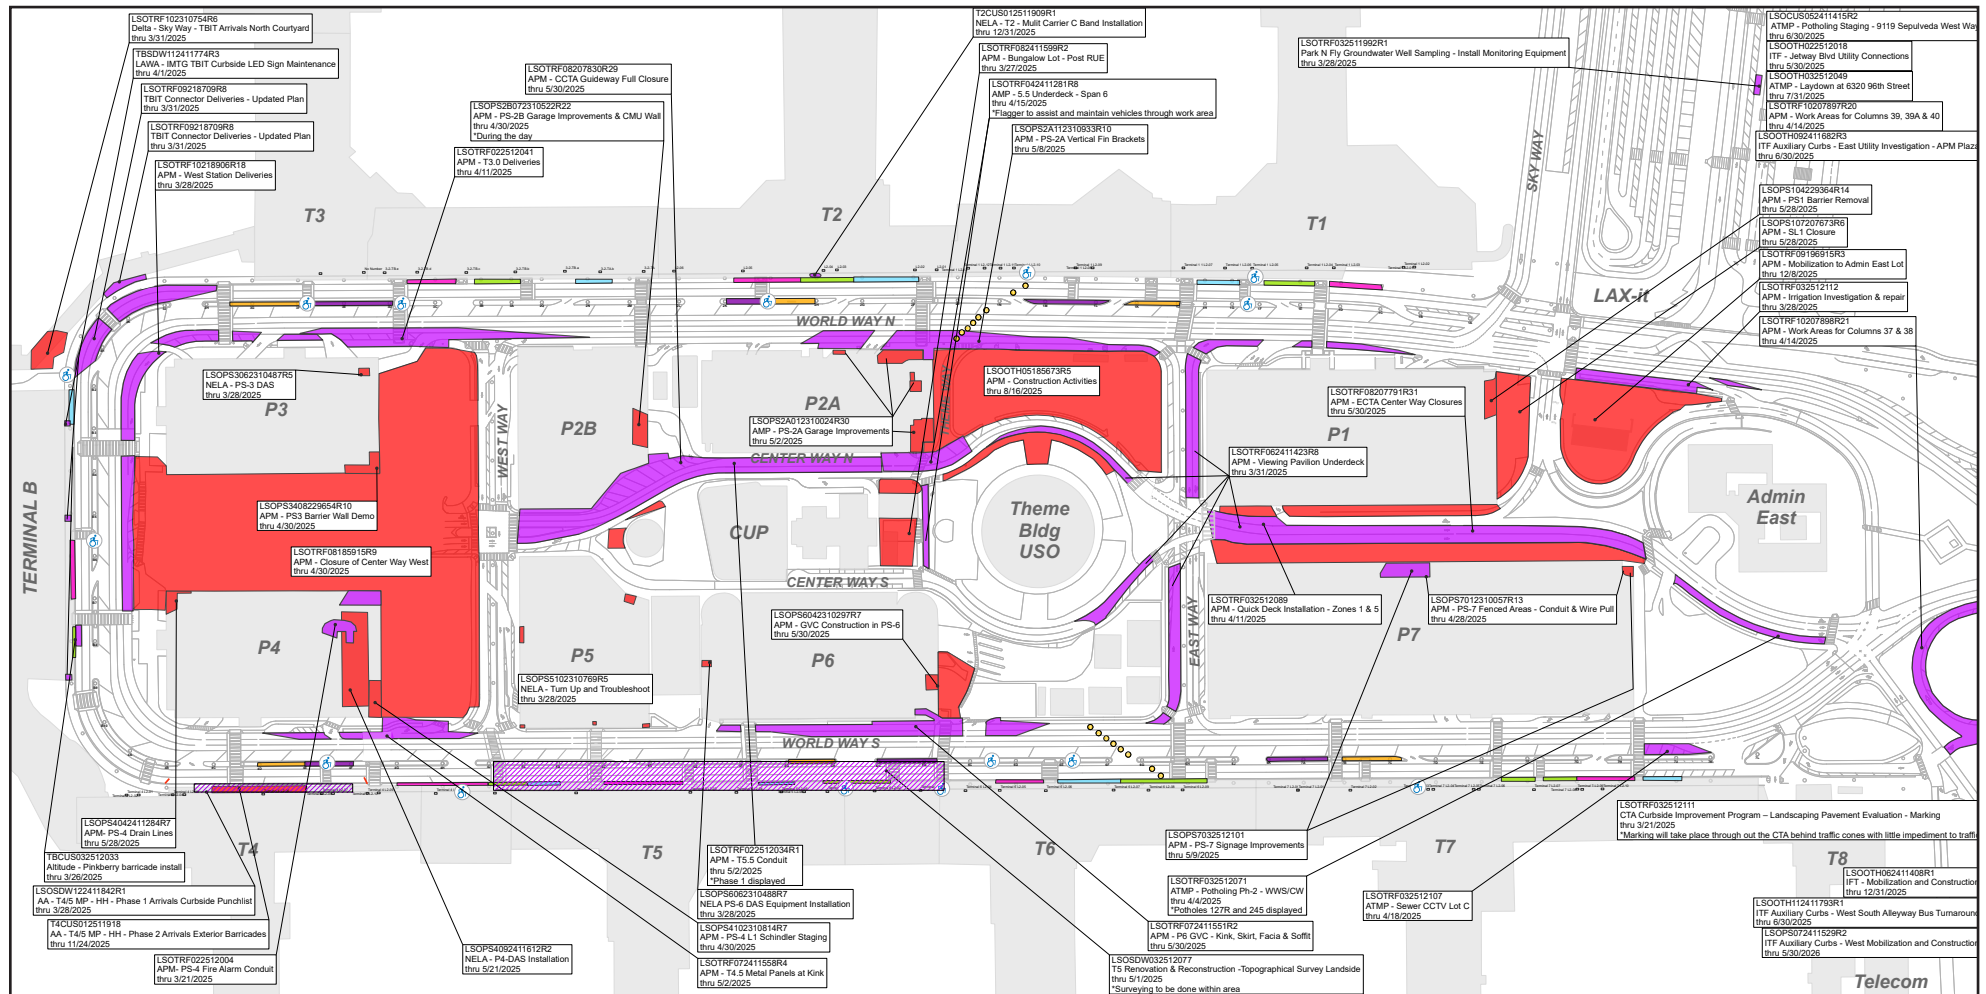 LSOTRF102310754R6
Delta - Sky Way - TBIT Arrivals North Courtyard
thru 3/31/2025
TBSDW112411774R3
LAWA - IMTG TBIT Curbside LED Sign Maintenance
thru 4/1/2025
LSOTRF09218709R8
TBIT Connector Deliveries - Updated Plan
thru 3/31/2025
LSOTRF09218709R8
TBIT Connector Deliveries - Updated Plan
thru 3/31/2025
LSOTRF10218906R18
APM - West Station Deliveries
thru 3/28/2025
LSOTRF08207830R29
APM - CCTA Guideway Full Closure
thru 5/30/2025
LSOPS2B072310522R22
APM - PS-2B Garage Improvements & CMU Wall
thru 4/30/2025
*During the day
LSOTRF022512041
APM - T3.0 Deliveries
thru 4/11/2025
T2CUS012511909R1
NELA - T2 - Mulit Carrier C Band Installation
thru 12/31/2025
LSOTRF082411599R2
APM - Bungalow Lot - Post RUE
thru 3/27/2025
LSOTRF042411281R8
AMP - 5.5 Underdeck - Span 6
thru 4/15/2025
*Flagger to assist and maintain vehicles through work area
LSOPS2A112310933R10
APM - PS-2A Vertical Fin Brackets
thru 5/8/2025
LSOTRF032511992R1
Park N Fly Groundwater Well Sampling - Install Monitoring Equipment
thru 3/28/2025
LSOCUS052411415R2
ATMP - Potholing Staging - 9119 Sepulveda West Way
thru 6/30/2025
LSOOTH022512018
ITF - Jetway Blvd Utility Connections
thru 5/30/2025
LSOOTH032512049
ATMP - Laydown at 6320 96th Street
thru 7/31/2025
LSOTRF10207897R20
APM - Work Areas for Columns 39, 39A & 40
thru 4/14/2025
LSOOTH092411682R3
ITF Auxiliary Curbs - East Utility Investigation - APM Plaza
thru 6/30/2025
LSOPS104229364R14
APM - PS1 Barrier Removal
thru 5/28/2025
LSOPS107207673R6
APM - SL1 Closure
thru 5/28/2025
LSOTRF09196915R3
APM - Mobilization to Admin East Lot
thru 12/8/2025
LSOTRF032512112
APM - Irrigation Investigation & repair
thru 3/28/2025
LSOTRF10207898R21
APM - Work Areas for Columns 37 & 38
thru 4/14/2025
T3
T2
T1
SKY WAY
LAX-it
WORLD WAY N
LSOPS3062310487R5
NELA - PS-3 DAS
thru 3/28/2025
P3
WEST WAY
P2B
P2A
LSOPS2A012310024R30
AMP - PS-2A Garage Improvements
thru 5/2/2025
CENTER WAY N
LSOOTH05185673R5
APM - Construction Activities
thru 8/16/2025
LSOTRF08207791R31
APM - ECTA Center Way Closures
thru 5/30/2025
P1
LSOTRF062411423R8
APM - Viewing Pavilion Underdeck
thru 3/31/2025
TERMINAL B
LSOPS3408229654R10
APM - PS3 Barrier Wall Demo
thru 4/30/2025
LSOTRF08185915R9
APM - Closure of Center Way West
thru 4/30/2025
CUP
Theme
Bldg
USO
Admin
East
CENTER WAY S
EAST WAY
LSOTRF032512089
APM - Quick Deck Installation - Zones 1 & 5
thru 4/11/2025
LSOPS7012310057R13
APM - PS-7 Fenced Areas - Conduit & Wire Pull
thru 4/28/2025
P7
P4
P5
LSOPS6042310297R7
APM - GVC Construction in PS-6
thru 5/30/2025
P6
LSOPS5102310769R5
NELA - Turn Up and Troubleshoot
thru 3/28/2025
WORLD WAY S
LSOPS4042411284R7
APM- PS-4 Drain Lines
thru 5/28/2025
T4
TBCUS032512033
Altitude - Pinkberry barricade install
thru 3/26/2025
LSOSDW122411842R1
AA - T4/5 MP - HH - Phase 1 Arrivals Curbside Punchlist
thru 3/28/2025
T4CUS012511918
AA - T4/5 MP - HH - Phase 2 Arrivals Exterior Barricades
thru 11/24/2025
LSOTRF022512004
APM- PS-4 Fire Alarm Conduit
thru 3/21/2025
LSOPS4092411612R2
NELA - P4-DAS Installation
thru 5/21/2025
T5
LSOTRF022512034R1
APM - T5.5 Conduit
thru 5/2/2025
*Phase 1 displayed
LSOPS6062310488R7
NELA PS-6 DAS Equipment Installation
thru 3/28/2025
LSOPS4102310814R7
APM - PS-4 L1 Schindler Staging
thru 4/30/2025
LSOTRF072411558R4
APM - T4.5 Metal Panels at Kink
thru 5/2/2025
T6
LSOPS7032512101
APM - PS-7 Signage Improvements
thru 5/9/2025
LSOTRF032512071
ATMP - Potholing Ph-2 - WWS/CW
thru 4/4/2025
*Potholes 127R and 245 displayed
LSOTRF072411551R2
APM - P6 GVC - Kink, Skirt, Facia & Soffit
thru 5/30/2025
LSOSDW032512077
T5 Renovation & Reconstruction -Topographical Survey Landside
thru 5/1/2025
*Surveying to be done within area
T7
LSOTRF032512107
ATMP - Sewer CCTV Lot C
thru 4/18/2025
LSOTRF032512111
CTA Curbside Improvement Program – Landscaping Pavement Evaluation - Marking
thru 3/21/2025
*Marking will take place through out the CTA behind traffic cones with little impediment to traffic
T8
LSOOTH062411408R1
IFT - Mobilization and Construction
thru 12/31/2025
LSOOTH112411793R1
ITF Auxiliary Curbs - West South Alleyway Bus Turnaround
thru 6/30/2025
LSOPS072411529R2
ITF Auxiliary Curbs - West Mobilization and Construction
thru 5/30/2026
Telecom